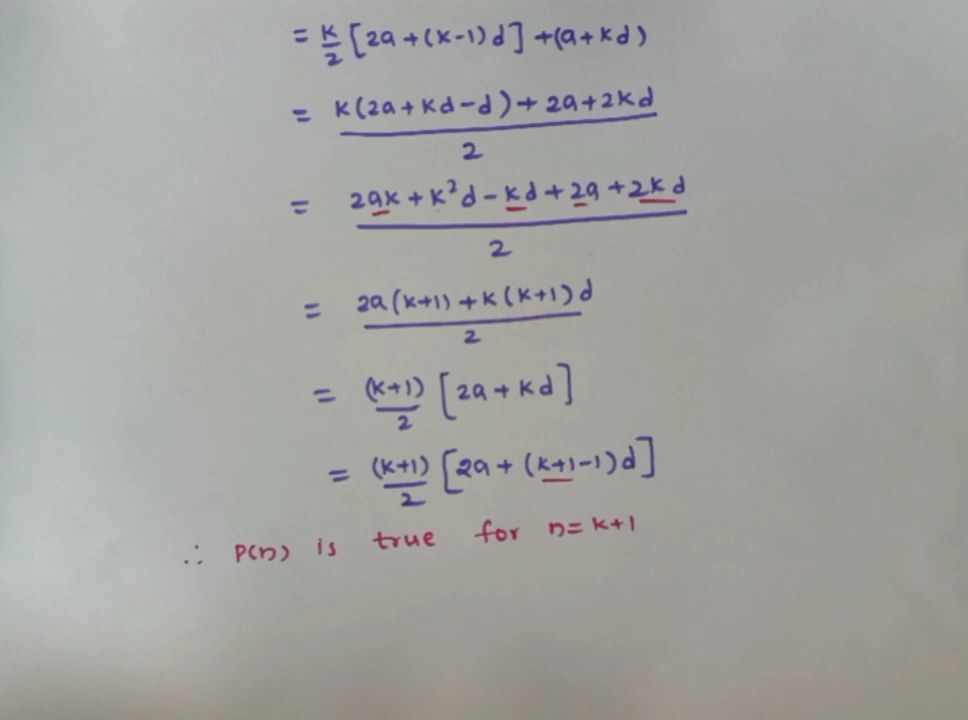 = k/2 [2a + (k-1)d] + (a + kd)
= k(2a + kd - d) + 2a + 2kd / 2
= 2ak + k²d - kd + 2a + 2kd / 2
= 2a(k+1) + k(k+1)d / 2
= (k+1)/2 [2a + kd]
= (k+1)/2 [2a + (k+1-1)d]
∴ P(n) is true for n = k+1